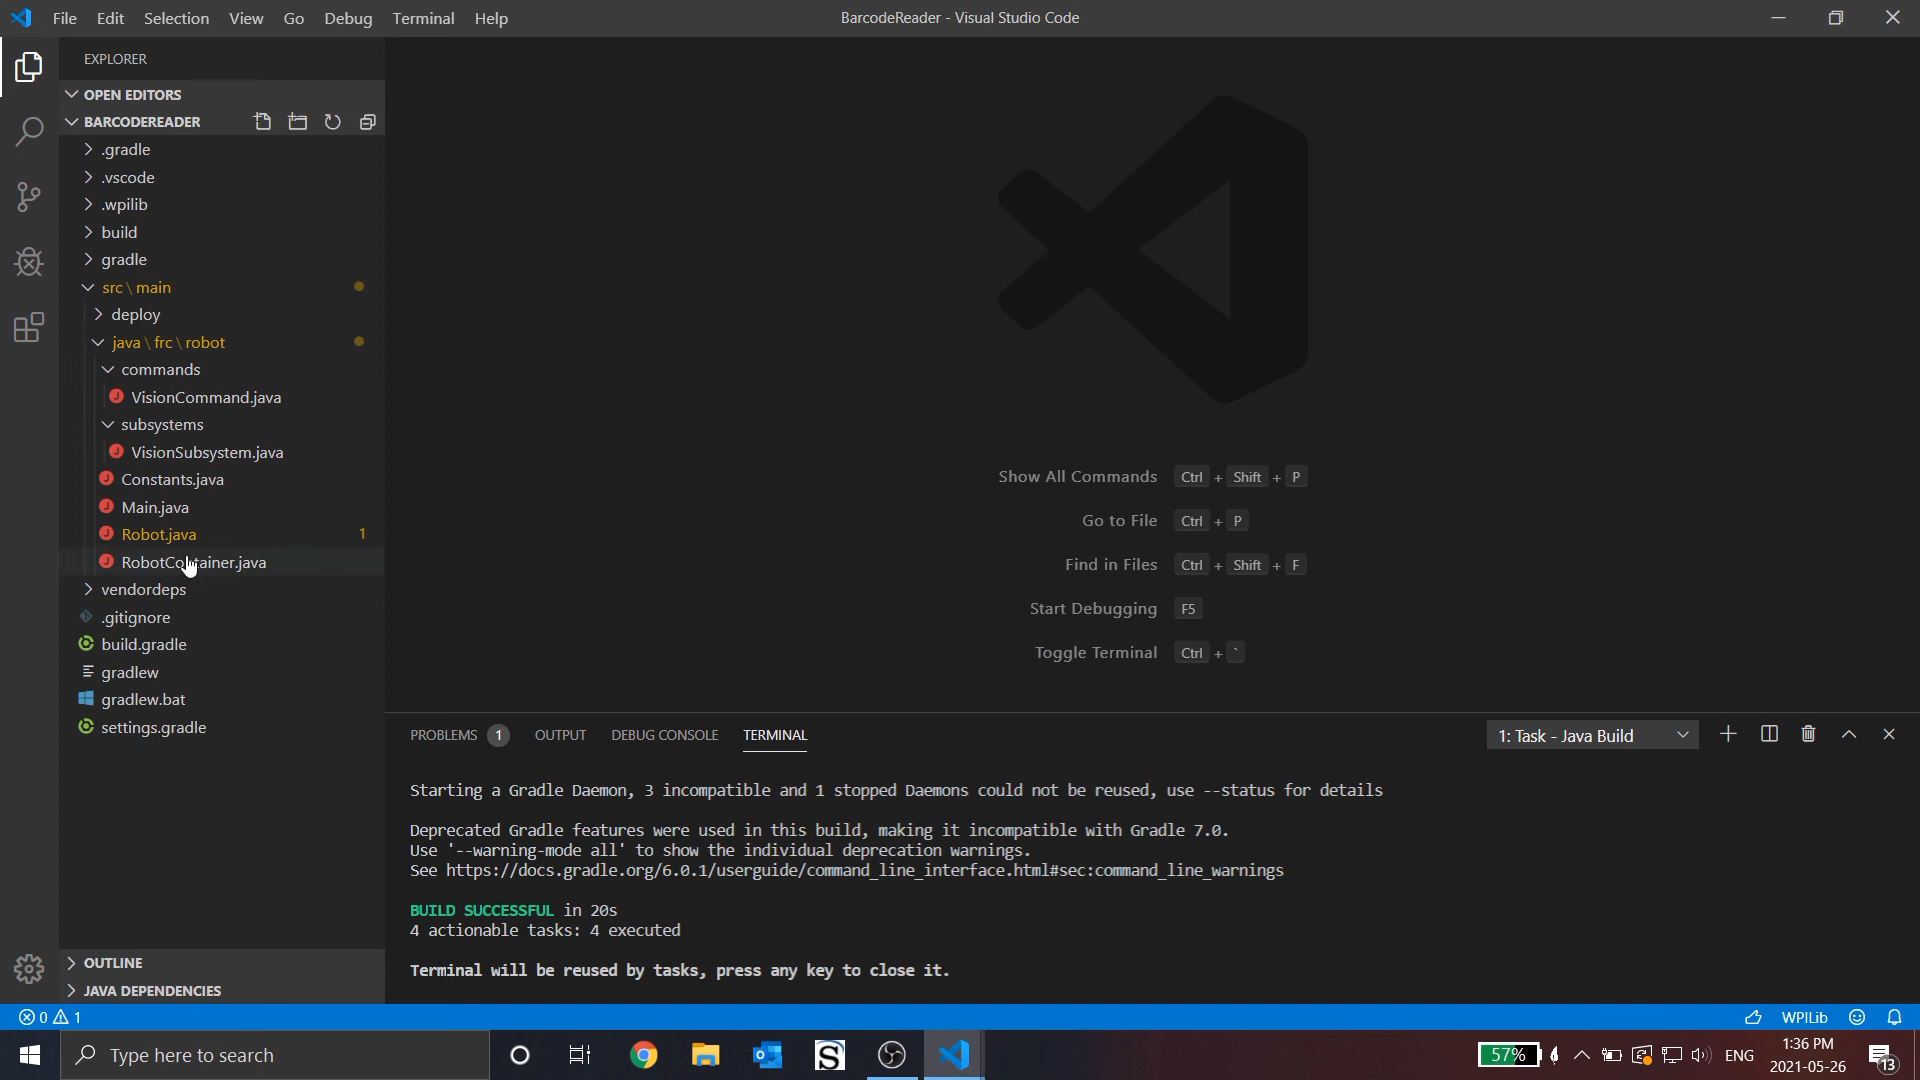 File Edit Selection View Go Debug Terminal Help
BarcodeReader - Visual Studio Code
EXPLORER
OPEN EDITORS
BARCODEREADER
.gradle
.vscode
.wpilib
build
gradle
src \ main
deploy
java \ frc \ robot
commands
VisionCommand.java
subsystems
VisionSubsystem.java
Constants.java
Main.java
Robot.java 1
RobotContainer.java
vendordeps
.gitignore
build.gradle
gradlew
gradlew.bat
settings.gradle
OUTLINE
JAVA DEPENDENCIES
Show All Commands Ctrl + Shift + P
Go to File Ctrl + P
Find in Files Ctrl + Shift + F
Start Debugging F5
Toggle Terminal Ctrl + `
PROBLEMS 1 OUTPUT DEBUG CONSOLE TERMINAL 1: Task - Java Build
Starting a Gradle Daemon, 3 incompatible and 1 stopped Daemons could not be reused, use --status for details
Deprecated Gradle features were used in this build, making it incompatible with Gradle 7.0.
Use '--warning-mode all' to show the individual deprecation warnings.
See https://docs.gradle.org/6.0.1/userguide/command_line_interface.html#sec:command_line_warnings
BUILD SUCCESSFUL in 20s
4 actionable tasks: 4 executed
Terminal will be reused by tasks, press any key to close it.
0 1 WPILib
Type here to search
57% ENG
1:36 PM
2021-05-26
13